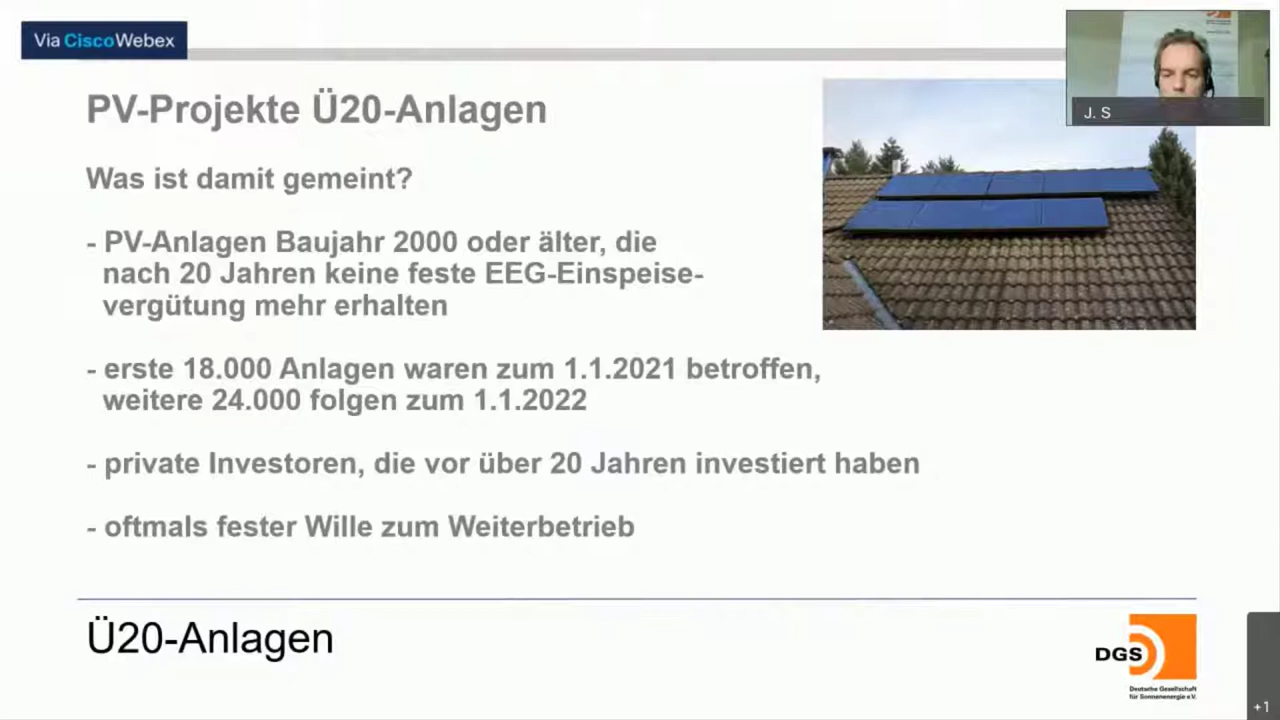 Via CiscoWebex
J. S
PV-Projekte Ü20-Anlagen
Was ist damit gemeint?
- PV-Anlagen Baujahr 2000 oder älter, die
nach 20 Jahren keine feste EEG-Einspeise-
vergütung mehr erhalten
- erste 18.000 Anlagen waren zum 1.1.2021 betroffen,
weitere 24.000 folgen zum 1.1.2022
- private Investoren, die vor über 20 Jahren investiert haben
- oftmals fester Wille zum Weiterbetrieb
Ü20-Anlagen
DGS
Deutsche Gesellschaft
für Sonnenenergie e.V.
+1